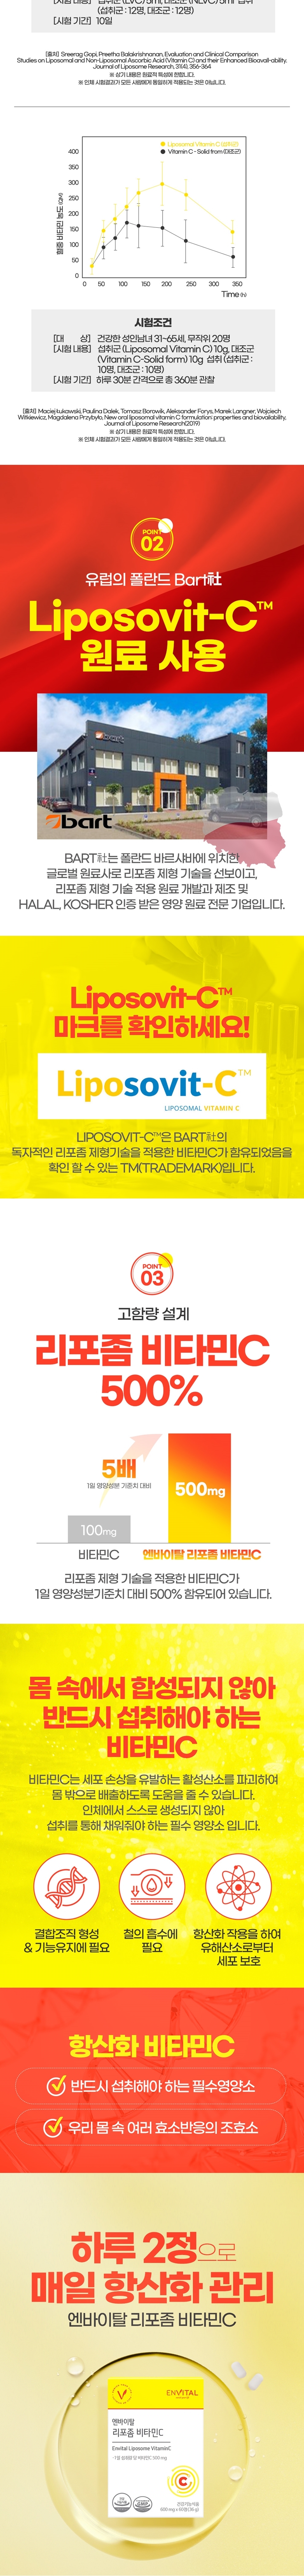 (섭취군 : 12명, 대조군 : 12명)
[시험 기간] 10일
[출처] Sreerag Gopi, Preetha Balakrishnanan, Evaluation and Clinical Comparison
Studies on Liposomal and Non-Liposomal Ascorbic Acid (Vitamin C) and their Enhanced Bioavail-ability.
Journal of Liposome Research, 31(4), 356-364
※ 상기 내용은 원료적 특성에 한합니다.
※ 인체 시험결과가 모든 사람에게 동일하게 적용되는 것은 아닙니다.
Liposomal Vitamin C (섭취군)
Vitamin C - Solid from (대조군)
혈중 비타민 농도 (QM)
400
350
300
250
200
150
100
50
0
0 50 100 150 200 250 300 350
Time (h)
시험조건
[대 상] 건강한 성인남녀 31~65세, 무작위 20명
[시험 내용] 섭취군 (Liposomal Vitamin C) 10g, 대조군
(Vitamin C-Solid form) 10g 섭취 (섭취군 :
10명, 대조군 : 10명)
[시험 기간] 하루 30분 간격으로 총 360분 관찰
[출처] Maciej Łukawski, Paulina Dalek, Tomasz Borowik, Aleksander Forys, Marek Langner, Wojciech
Witkiewicz, Magdalena Przybylo, New oral liposomal vitamin C formulation: properties and bioavailability,
Journal of Liposome Research(2019)
※ 상기 내용은 원료적 특성에 한합니다.
※ 인체 시험결과가 모든 사람에게 동일하게 적용되는 것은 아닙니다.
POINT
02
유럽의 폴란드 Bart社
Liposovit-C™
원료 사용
bart
bart
BART社는 폴란드 바르샤바에 위치한
글로벌 원료사로 리포좀 제형 기술을 선보이고,
리포좀 제형 기술 적용 원료 개발과 제조 및
HALAL, KOSHER 인증 받은 영양 원료 전문 기업입니다.
Liposovit-C™
마크를 확인하세요!
Liposovit-C™
LIPOSOMAL VITAMIN C
LIPOSOVIT-C™은 BART社의
독자적인 리포좀 제형기술을 적용한 비타민C가 함유되었음을
확인 할 수 있는 TM(TRADEMARK)입니다.
POINT
03
고함량 설계
리포좀 비타민C
500%
5배
1일 영양성분 기준치 대비
500mg
100mg
비타민C
엔바이탈 리포좀 비타민C
리포좀 제형 기술을 적용한 비타민C가
1일 영양성분기준치 대비 500% 함유되어 있습니다.
몸 속에서 합성되지 않아
반드시 섭취해야 하는
비타민C
비타민C는 세포 손상을 유발하는 활성산소를 파괴하여
몸 밖으로 배출하도록 도움을 줄 수 있습니다.
인체에서 스스로 생성되지 않아
섭취를 통해 채워줘야 하는 필수 영양소 입니다.
결합조직 형성
& 기능유지에 필요
철의 흡수에
필요
항산화 작용을 하여
유해산소로부터
세포 보호
항산화 비타민C
반드시 섭취해야 하는 필수영양소
우리 몸 속 여러 효소반응의 조효소
하루 2정으로
매일 항산화 관리
엔바이탈 리포좀 비타민C
ENVITAL
엔바이탈
리포좀 비타민C
Envital Liposome VitaminC
C
건강기능식품
600 mg x 60정(36 g)